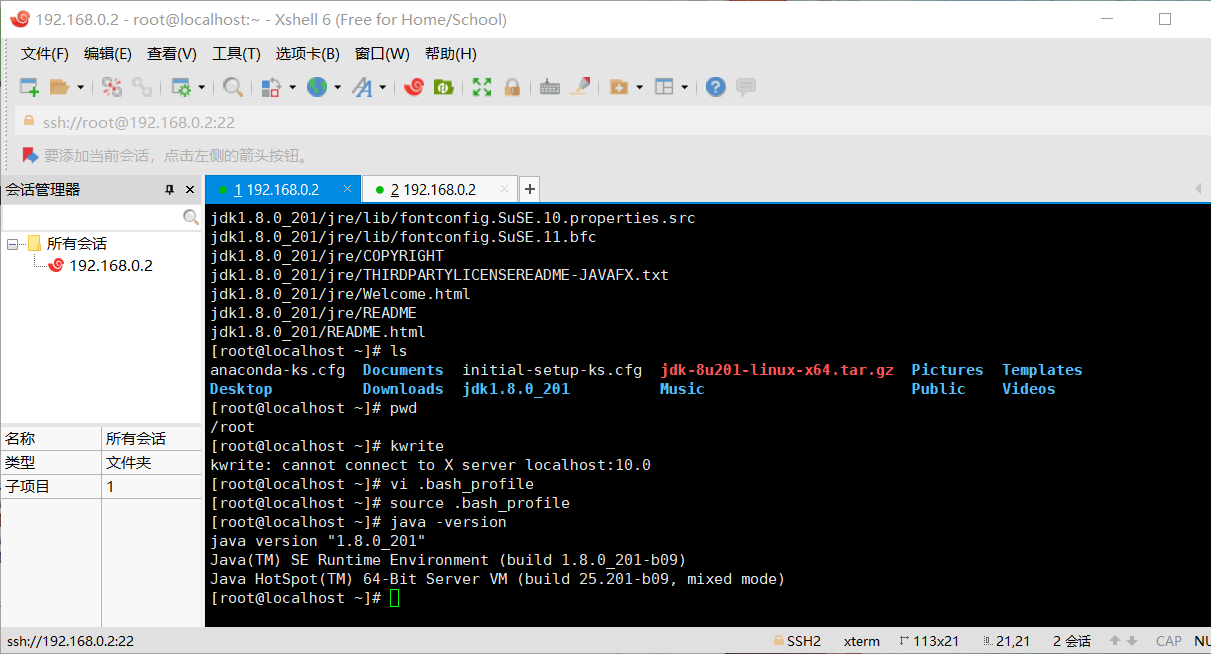 192.168.0.2 - root@localhost:~ - Xshell 6 (Free for Home/School)
文件(F) 编辑(E) 查看(V) 工具(T) 选项卡(B) 窗口(W) 帮助(H)
ssh://root@192.168.0.2:22
要添加当前会话，点击左侧的箭头按钮。
会话管理器
1 192.168.0.2 × 2 192.168.0.2 × +
所有会话
192.168.0.2
名称 所有会话
类型 文件夹
子项目 1
jdk1.8.0_201/jre/lib/fontconfig.SuSE.10.properties.src
jdk1.8.0_201/jre/lib/fontconfig.SuSE.11.bfc
jdk1.8.0_201/jre/COPYRIGHT
jdk1.8.0_201/jre/THIRDPARTYLICENSEREADME-JAVAFX.txt
jdk1.8.0_201/jre/Welcome.html
jdk1.8.0_201/jre/README
jdk1.8.0_201/README.html
[root@localhost ~]# ls
anaconda-ks.cfg Documents initial-setup-ks.cfg jdk-8u201-linux-x64.tar.gz Pictures Templates
Desktop Downloads jdk1.8.0_201 Music Public Videos
[root@localhost ~]# pwd
/root
[root@localhost ~]# kwrite
kwrite: cannot connect to X server localhost:10.0
[root@localhost ~]# vi .bash_profile
[root@localhost ~]# source .bash_profile
[root@localhost ~]# java -version
java version "1.8.0_201"
Java(TM) SE Runtime Environment (build 1.8.0_201-b09)
Java HotSpot(TM) 64-Bit Server VM (build 25.201-b09, mixed mode)
[root@localhost ~]#
ssh://192.168.0.2:22 SSH2 xterm 113x21 21,21 2 会话 CAP NU